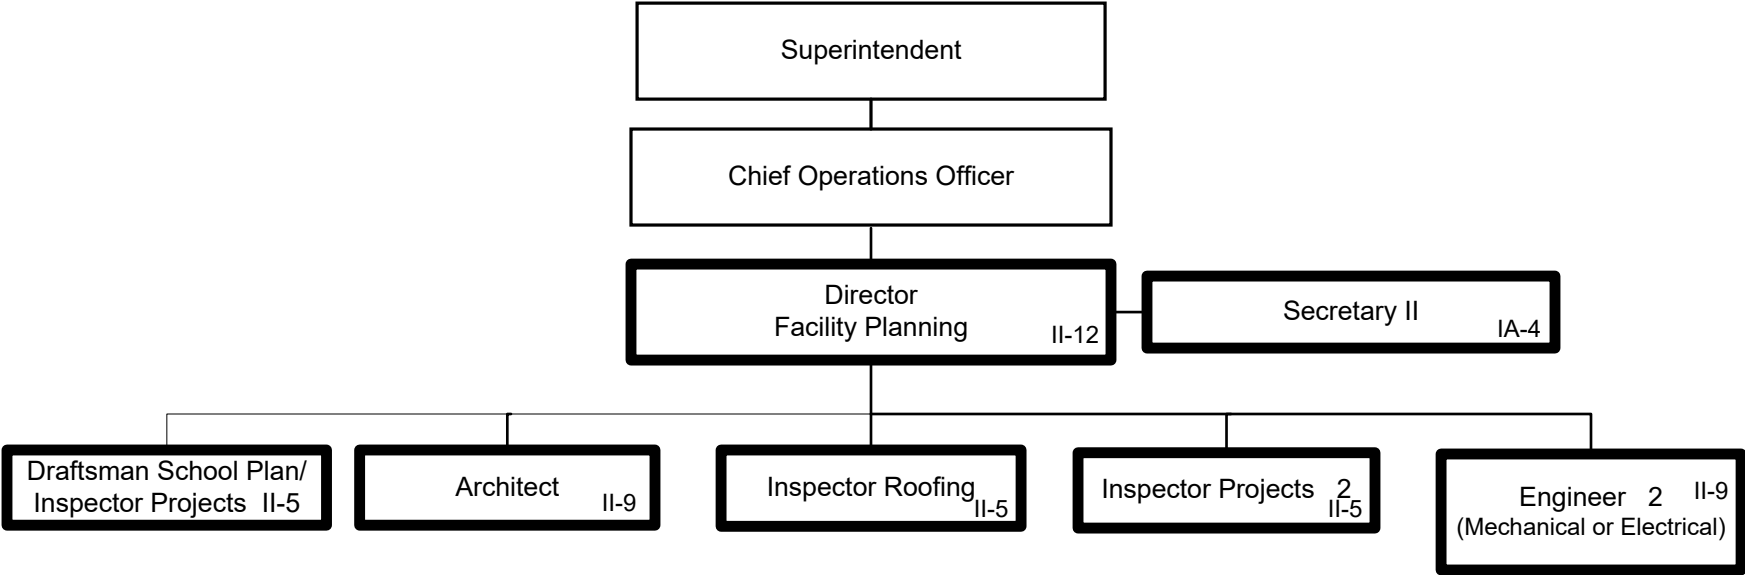 Superintendent
Chief Operations Officer
Director
Facility Planning
II-12
Secretary II
IA-4
Draftsman School Plan/
Inspector Projects II-5
Architect
II-9
Inspector Roofing
II-5
Inspector Projects 2
II-5
Engineer 2 II-9
(Mechanical or Electrical)